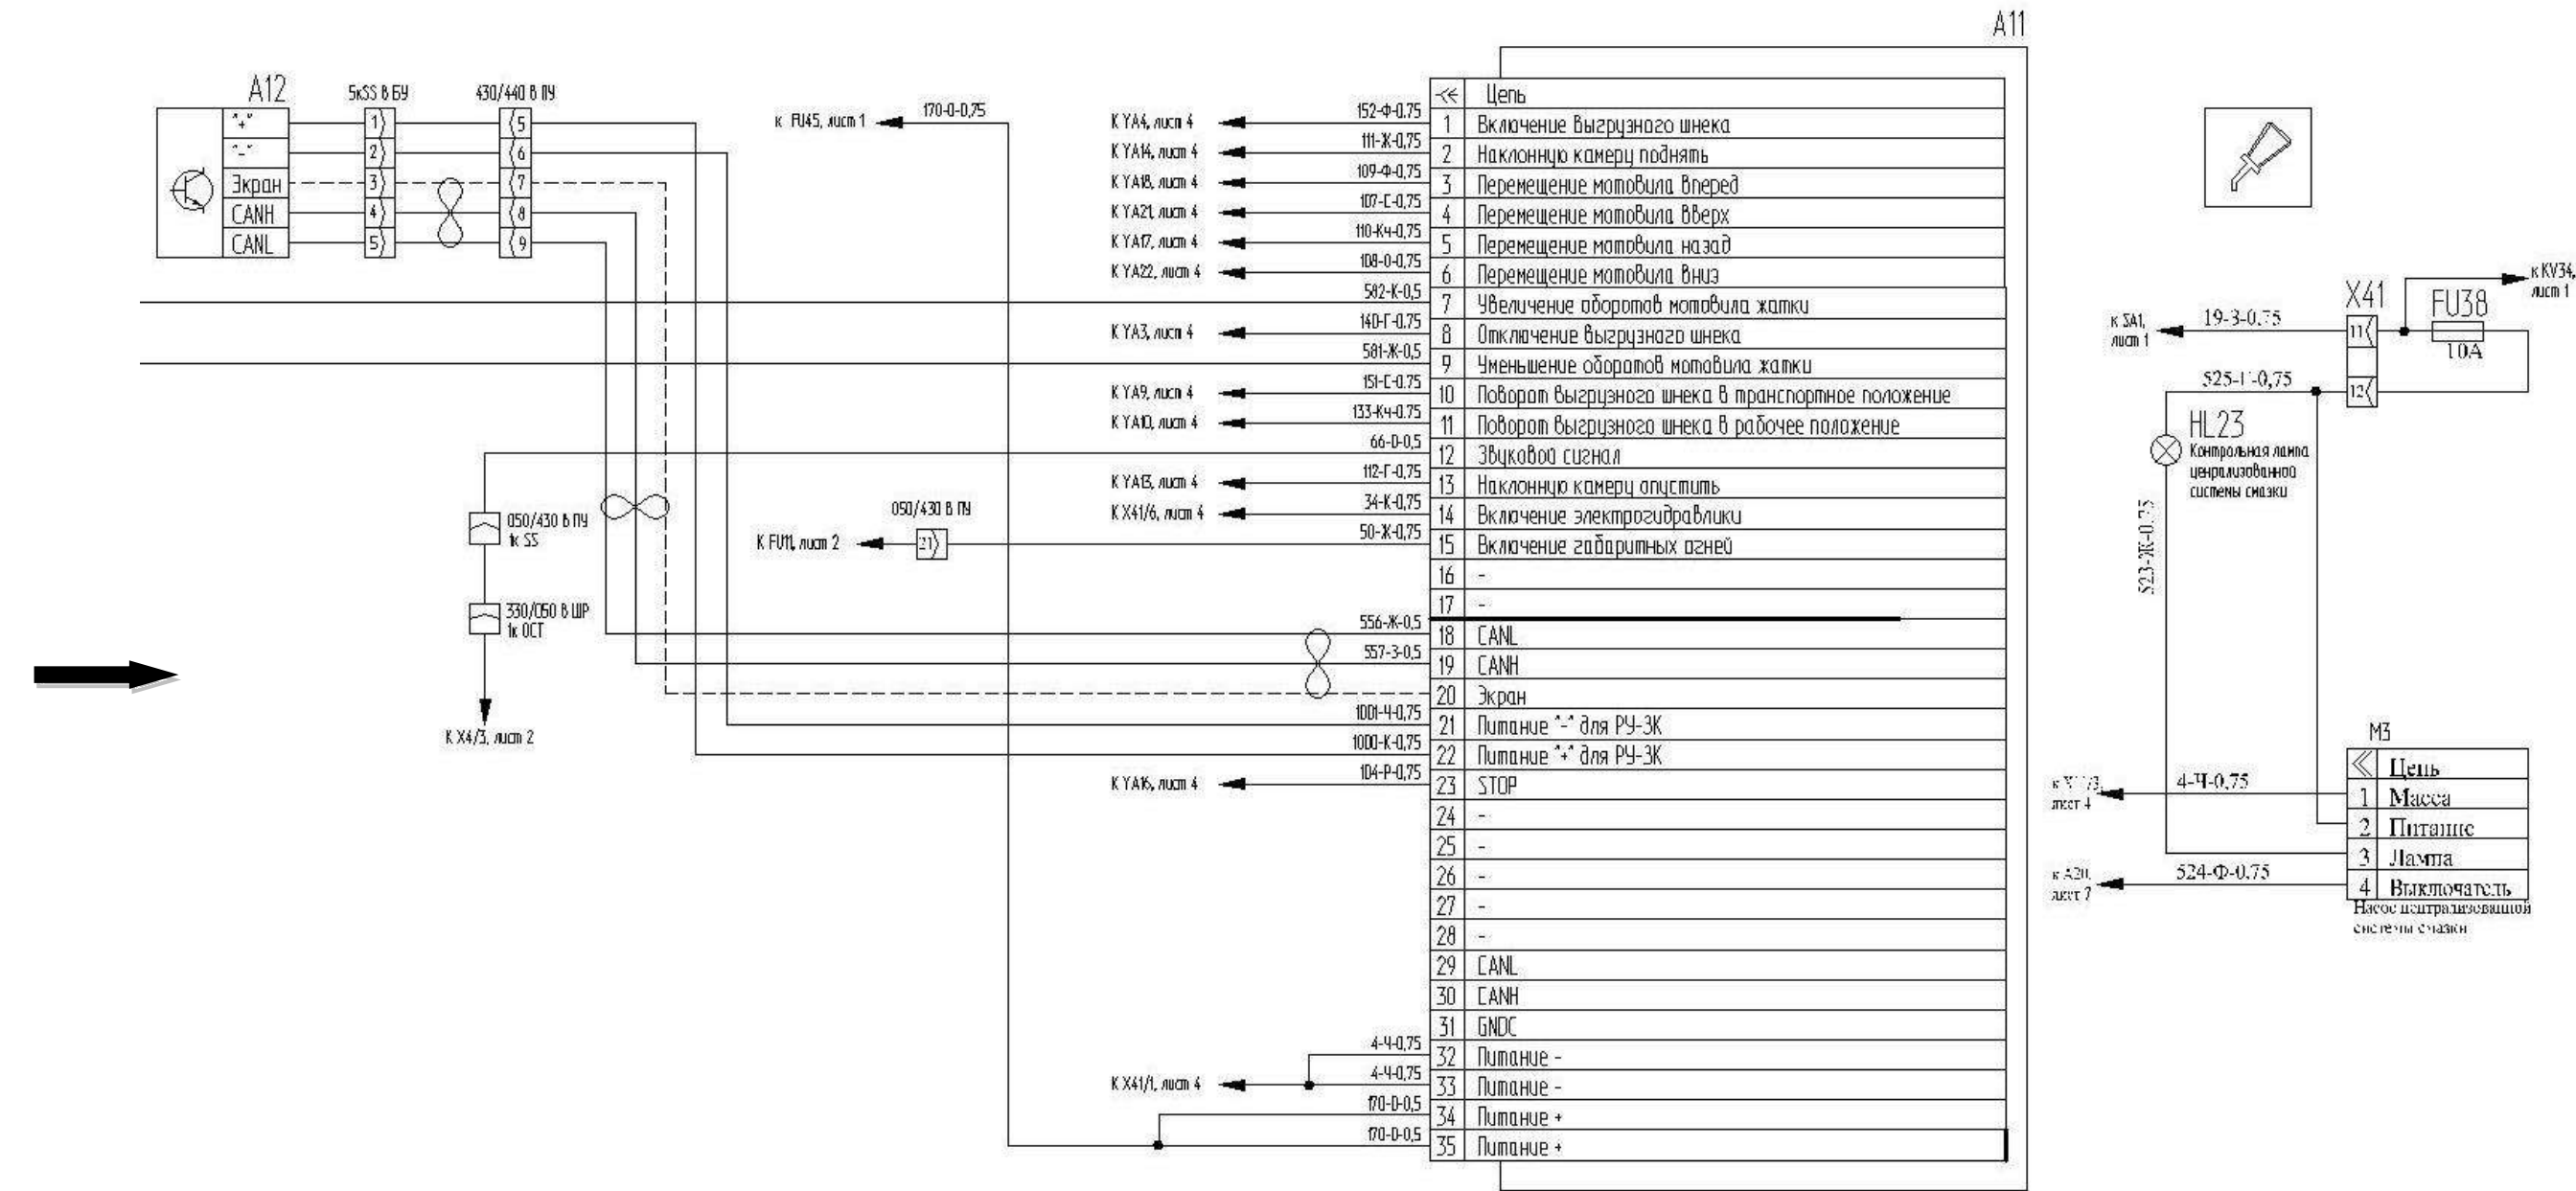 A12
"+"
"-"
Экран
CANH
CANL
5кSS в БУ
1
2
3
4
5
430/440 в ПУ
5
6
7
8
9
к FU45, лист 1
170-О-0,75
050/430 в ПУ
1к SS
330/050 в ШР
1к ОСТ
К X4/3, лист 2
050/430 в ПУ
К FU11, лист 2
21
A11
Цепь
К YA4, лист 4 152-Ф-0.75 1 Включение выгрузного шнека
К YA14, лист 4 111-Ж-0,75 2 Наклонную камеру поднять
К YA18, лист 4 109-Ф-0,75 3 Перемещение мотовила вперед
К YA21, лист 4 107-С-0,75 4 Перемещение мотовила вверх
К YA17, лист 4 110-Кч-0,75 5 Перемещение мотовила назад
К YA22, лист 4 108-О-0,75 6 Перемещение мотовила вниз
582-К-0,5 7 Увеличение оборотов мотовила жатки
К YA3, лист 4 140-Г-0.75 8 Отключение выгрузного шнека
581-Ж-0,5 9 Уменьшение оборотов мотовила жатки
К YA9, лист 4 151-С-0.75 10 Поворот выгрузного шнека в транспортное положение
К YA10, лист 4 133-Кч-0.75 11 Поворот выгрузного шнека в рабочее положение
66-О-0,5 12 Звуковой сигнал
К YA13, лист 4 112-Г-0,75 13 Наклонную камеру опустить
К X41/6, лист 4 34-К-0,75 14 Включение электрогидравлики
50-Ж-0,75 15 Включение габаритных огней
16 -
17 -
556-Ж-0,5 18 CANL
557-З-0,5 19 CANH
20 Экран
1001-Ч-0,75 21 Питание "-" для РУ-ЗК
1000-К-0,75 22 Питание "+" для РУ-ЗК
К YA16, лист 4 104-Р-0,75 23 STOP
24 -
25 -
26 -
27 -
28 -
29 CANL
30 CANH
31 GNDC
4-Ч-0,75 32 Питание -
К X41/1, лист 4 4-Ч-0,75 33 Питание -
170-О-0,5 34 Питание +
170-О-0,5 35 Питание +
к KV34,
лист 1
X41
FU38
10A
к SA1,
лист 1
19-З-0.75
11
12
HL23
Контрольная лампа
ценрализованной
системы смазки
523-Ж-0.75
M3
Цепь
4-Ч-0,75
1 Масса
2 Питание
3 Лампа
к A20,
лист 7
524-Ф-0.75
4 Выключатель
Насос централизованной
системы смазки